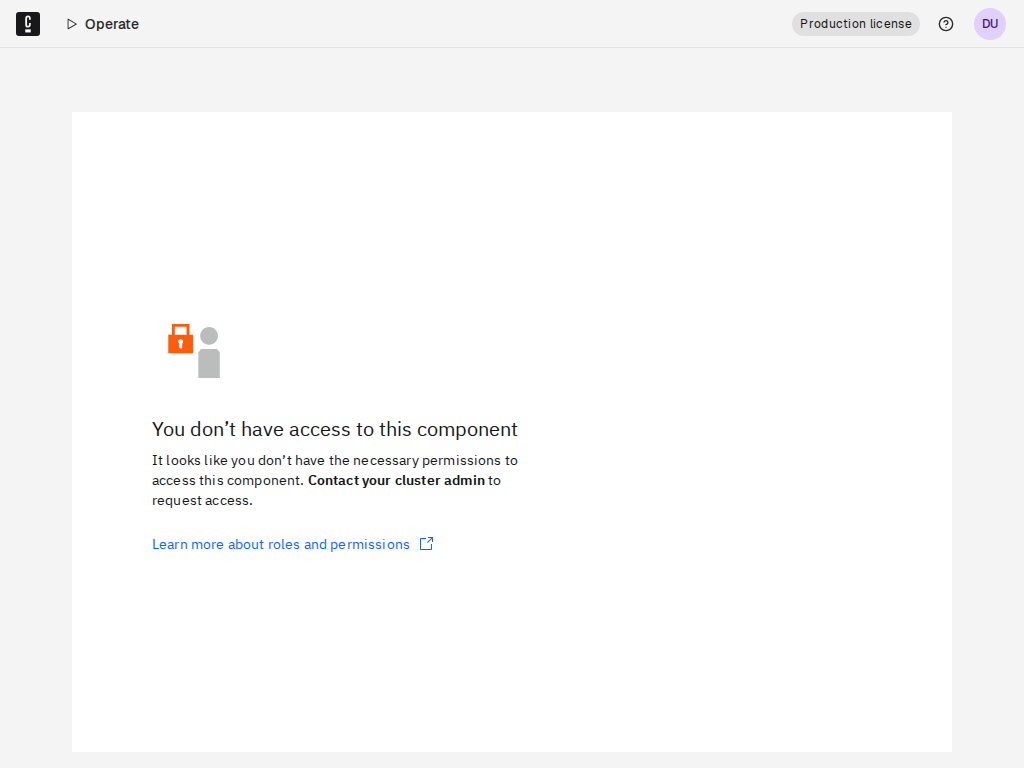 Operate
Production license
DU
You don’t have access to this component
It looks like you don’t have the necessary permissions to
access this component. Contact your cluster admin to
request access.
Learn more about roles and permissions